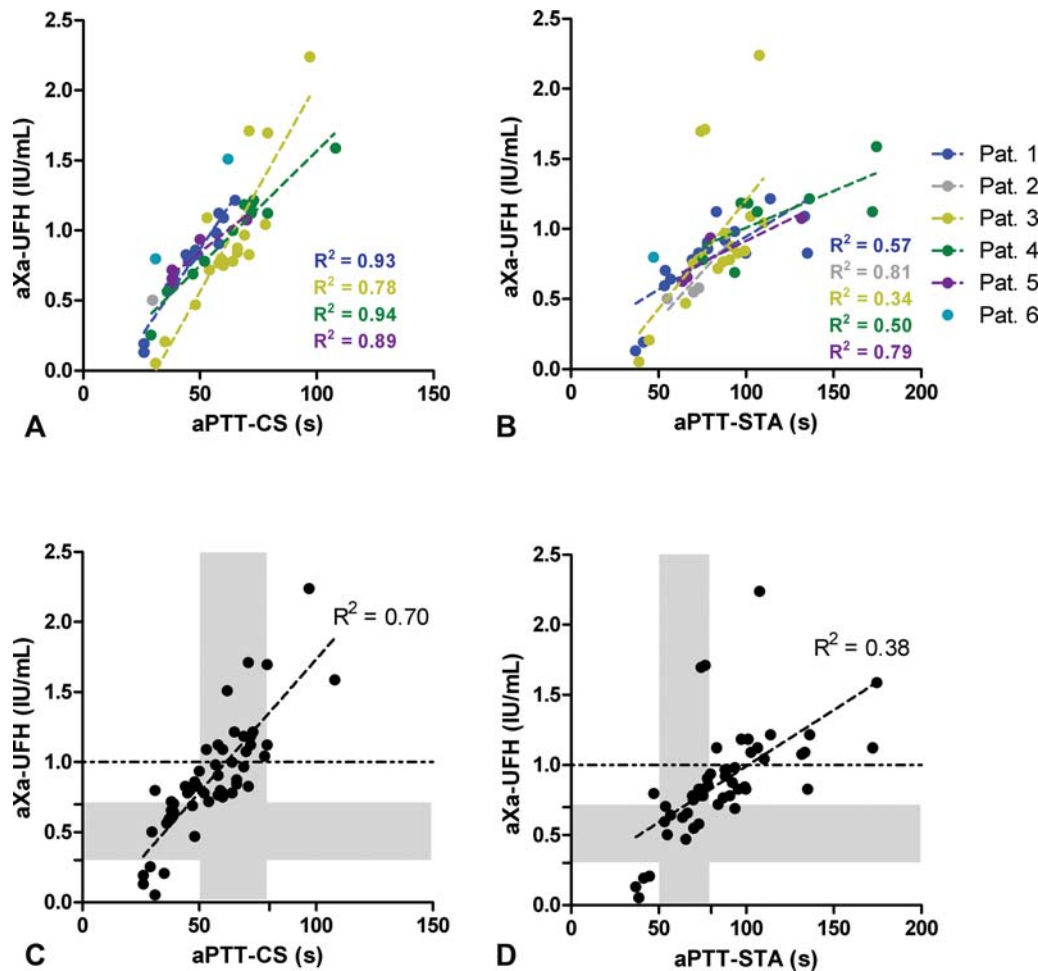 2.5
2.0
1.5
1.0
0.5
0.0
aXa-UFH (IU/mL)
R² = 0.93
R² = 0.78
R² = 0.94
R² = 0.89
0
50
100
150
aPTT-CS (s)
A
2.5
2.0
1.5
1.0
0.5
0.0
aXa-UFH (IU/mL)
R² = 0.57
R² = 0.81
R² = 0.34
R² = 0.50
R² = 0.79
0
50
100
150
200
aPTT-STA (s)
B
Pat. 1
Pat. 2
Pat. 3
Pat. 4
Pat. 5
Pat. 6
2.5
2.0
1.5
1.0
0.5
0.0
aXa-UFH (IU/mL)
R² = 0.70
0
50
100
150
aPTT-CS (s)
C
2.5
2.0
1.5
1.0
0.5
0.0
aXa-UFH (IU/mL)
R² = 0.38
0
50
100
150
200
aPTT-STA (s)
D